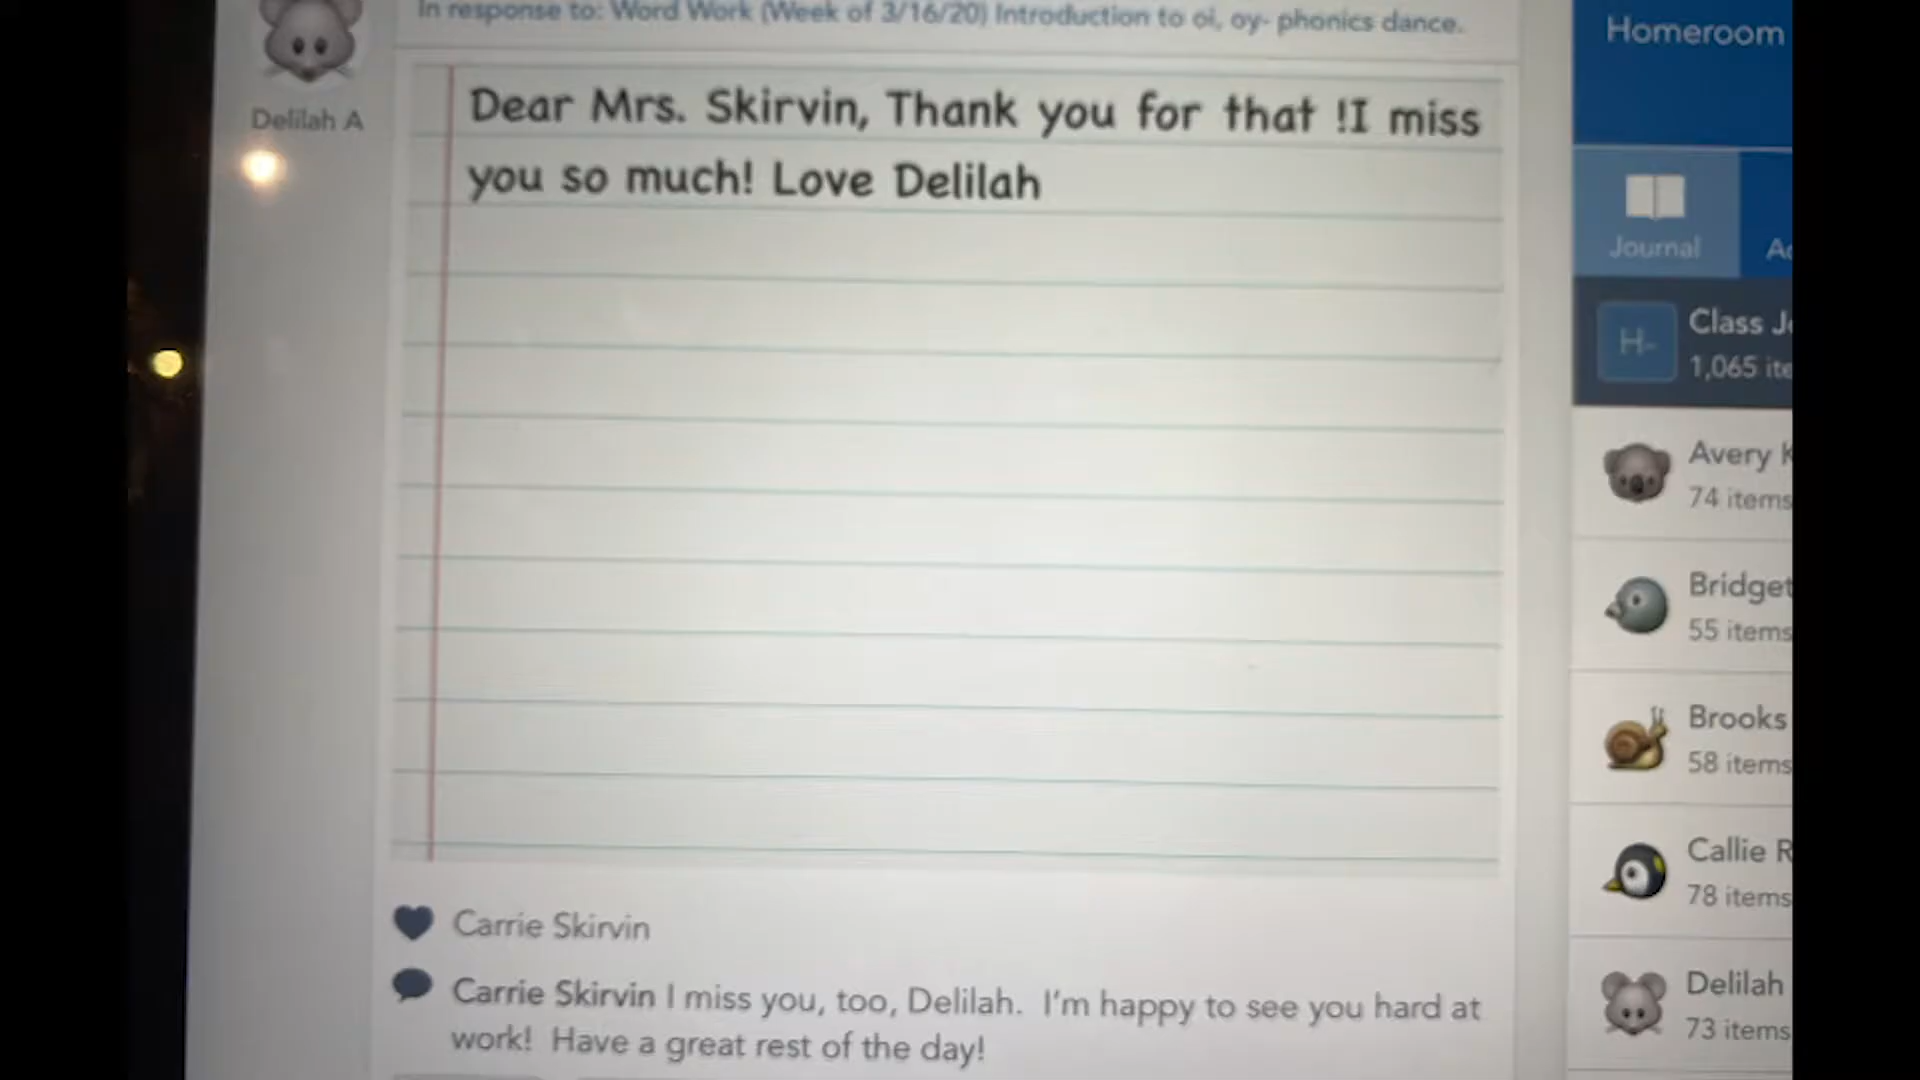 In response to: Word Work (Week of 3/16/20) Introduction to oi, oy- phonics dance.
Delilah A
Dear Mrs. Skirvin, Thank you for that !I miss
you so much! Love Delilah
Carrie Skirvin
Carrie Skirvin I miss you, too, Delilah. I'm happy to see you hard at
work! Have a great rest of the day!
Homeroom
Journal
Class
1,065
H-
Avery
74 items
Bridget
55 items
Brooks
58 items
Callie R
78 items
Delilah
73 items